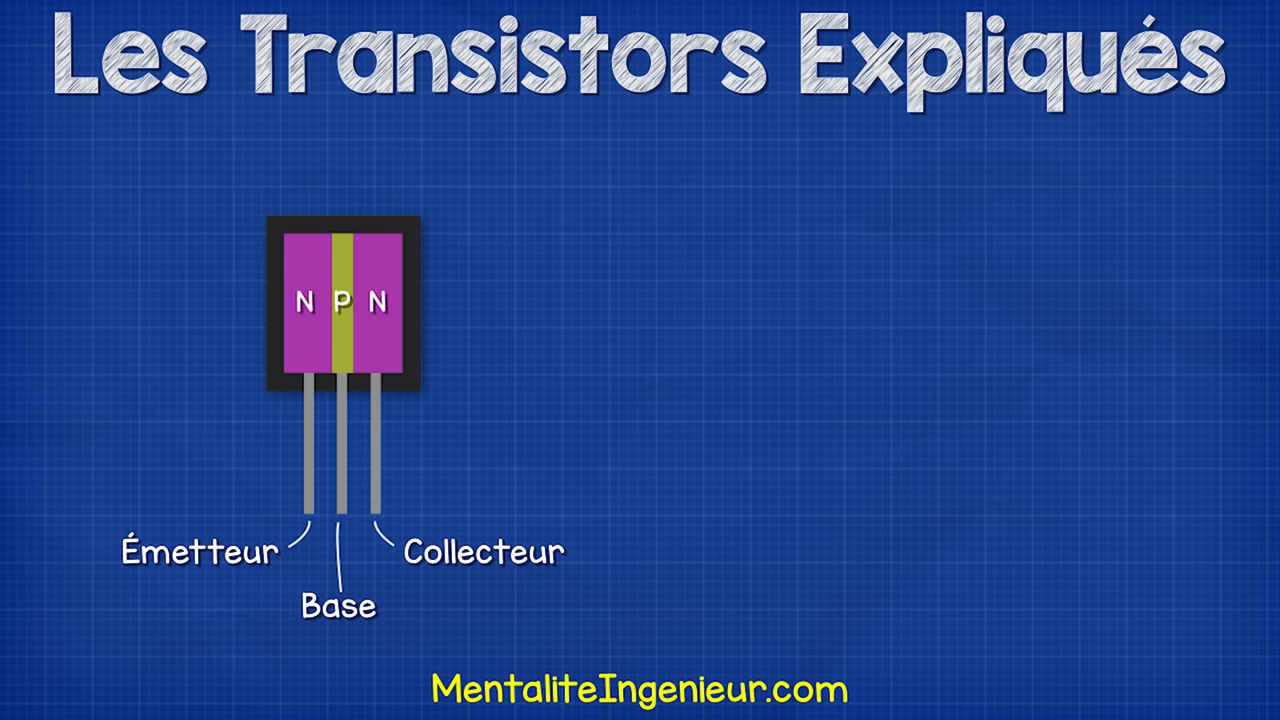 Les Transistors Expliqués
N P N
Émetteur
Collecteur
Base
MentaliteIngenieur.com